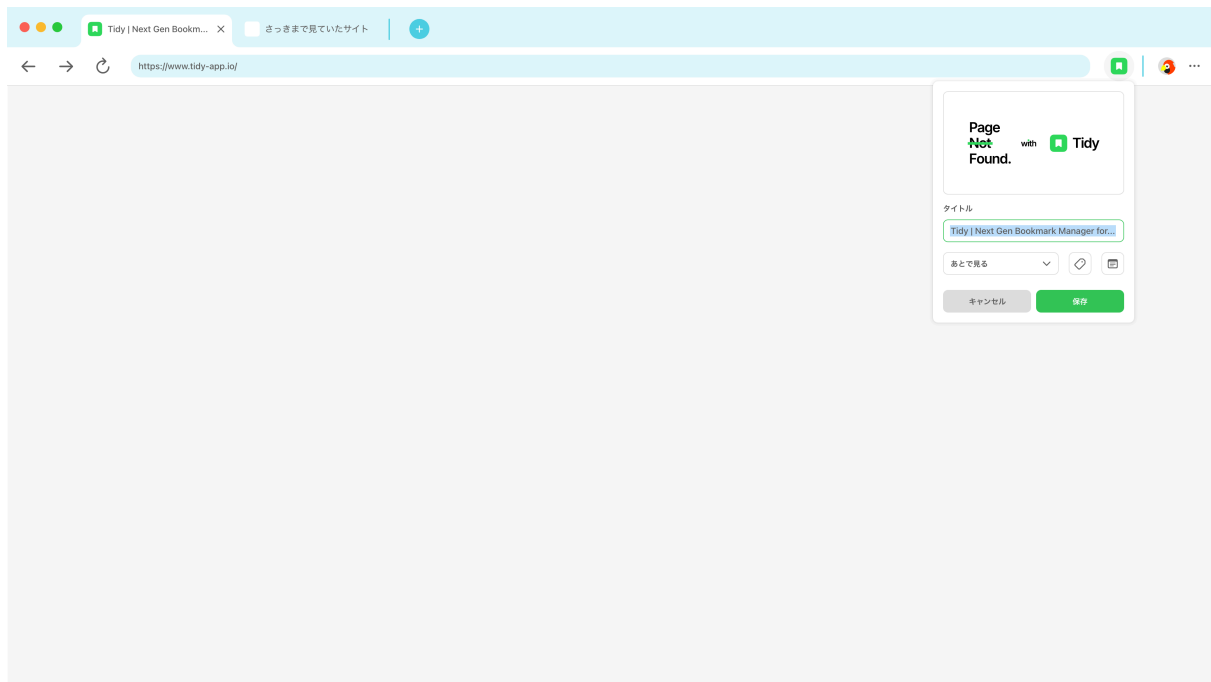 Tidy | Next Gen Bookm...
さっきまで見ていたサイト
https://www.tidy-app.io/
Page
Not
Found.
with
Tidy
タイトル
Tidy | Next Gen Bookmark Manager for...
あとで見る
キャンセル
保存